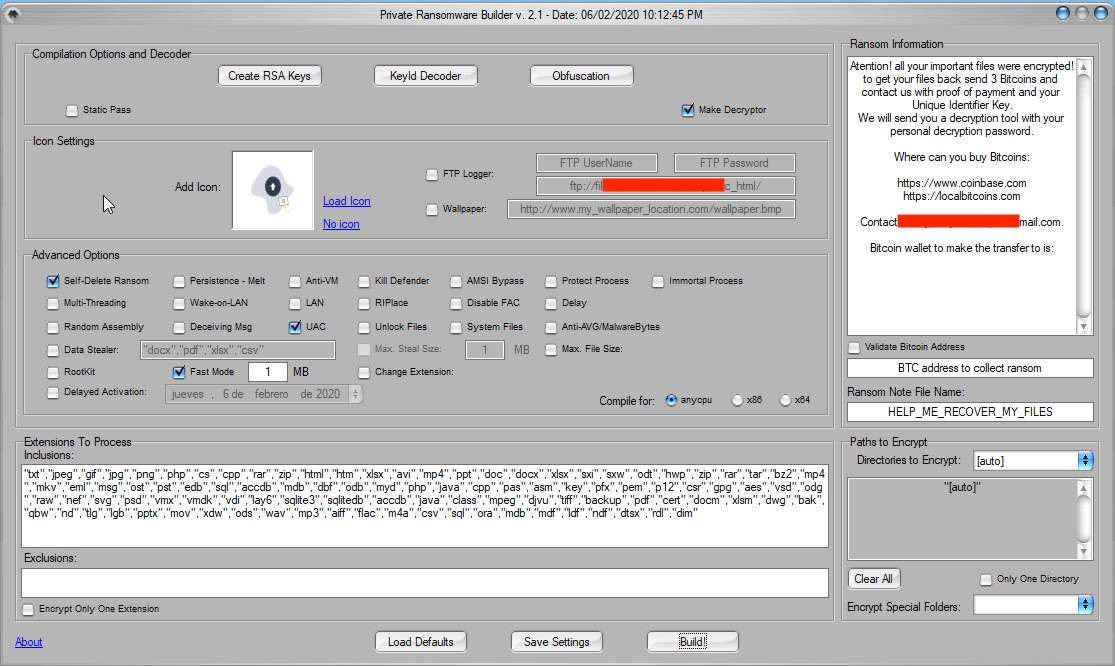 Private Ransomware Builder v. 2.1 - Date: 06/02/2020 10:12:45 PM
Compilation Options and Decoder
Create RSA Keys
KeyId Decoder
Obfuscation
Static Pass
Make Decryptor
Icon Settings
Add Icon:
Load Icon
No icon
FTP Logger:
FTP UserName
FTP Password
ftp://fil c_html/
Wallpaper:
http://www.my_wallpaper_location.com/wallpaper.bmp
Advanced Options
Self-Delete Ransom
Persistence - Melt
Anti-VM
Kill Defender
AMSI Bypass
Protect Process
Immortal Process
Multi-Threading
Wake-on-LAN
LAN
RIPlace
Disable FAC
Delay
Random Assembly
Deceiving Msg
UAC
Unlock Files
System Files
Anti-AVG/MalwareBytes
Data Stealer:
"docx","pdf","xlsx","csv"
Max. Steal Size:
1
MB
Max. File Size:
RootKit
Fast Mode
1
MB
Change Extension:
Delayed Activation:
jueves , 6 de febrero de 2020
Compile for:
anycpu
x86
x64
Extensions To Process
Inclusions:
"txt","jpeg","gif","jpg","png","php","cs","cpp","rar","zip","html","htm","xlsx","avi","mp4","ppt","doc","docx","xlsx","sxi","sxw","odt","hwp","zip","rar","tar","bz2","mp4
","mkv","eml","msg","ost","pst","edb","sql","accdb","mdb","dbf","odb","myd","php","java","cpp","pas","asm","key","pfx","pem","p12","csr","gpg","aes","vsd","odg
","raw","nef","svg","psd","vmx","vmdk","vdi","lay6","sqlite3","sqlitedb","accdb","java","class","mpeg","djvu","tiff","backup","pdf","cert","docm","xlsm","dwg","bak",
"qbw","nd","tlg","lgb","pptx","mov","xdw","ods","wav","mp3","aiff","flac","m4a","csv","sql","ora","mdb","mdf","ldf","ndf","dtsx","rdl","dim"
Exclusions:
Encrypt Only One Extension
About
Load Defaults
Save Settings
Build!
Ransom Information
Atention! all your important files were encrypted!
to get your files back send 3 Bitcoins and
contact us with proof of payment and your
Unique Identifier Key.
We will send you a decryption tool with your
personal decryption password.
Where can you buy Bitcoins:
https://www.coinbase.com
https://localbitcoins.com
Contact mail.com.
Bitcoin wallet to make the transfer to is:
Validate Bitcoin Address
BTC address to collect ransom
Ransom Note File Name:
HELP_ME_RECOVER_MY_FILES
Paths to Encrypt
Directories to Encrypt:
[auto]
"[auto]"
Clear All
Only One Directory
Encrypt Special Folders: